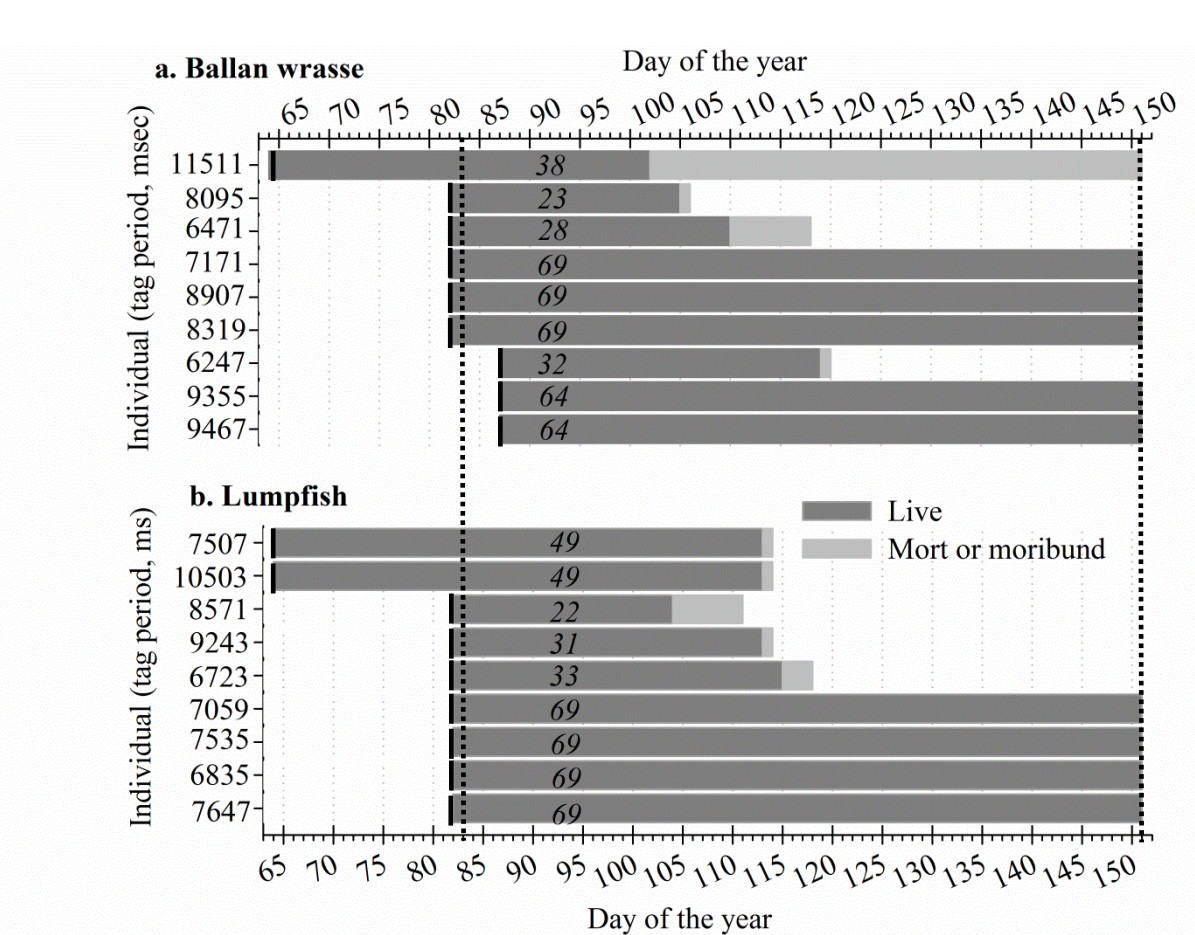 a. Ballan wrasse
Day of the year
65 70 75 80 85 90 95 100 105 110 115 120 125 130 135 140 145 150
Individual (tag period, msec)
11511 38
8095 23
6471 28
7171 69
8907 69
8319 69
6247 32
9355 64
9467 64
b. Lumpfish
Live
Mort or moribund
Individual (tag period, ms)
7507 49
10503 49
8571 22
9243 31
6723 33
7059 69
7535 69
6835 69
7647 69
65 70 75 80 85 90 95 100 105 110 115 120 125 130 135 140 145 150
Day of the year